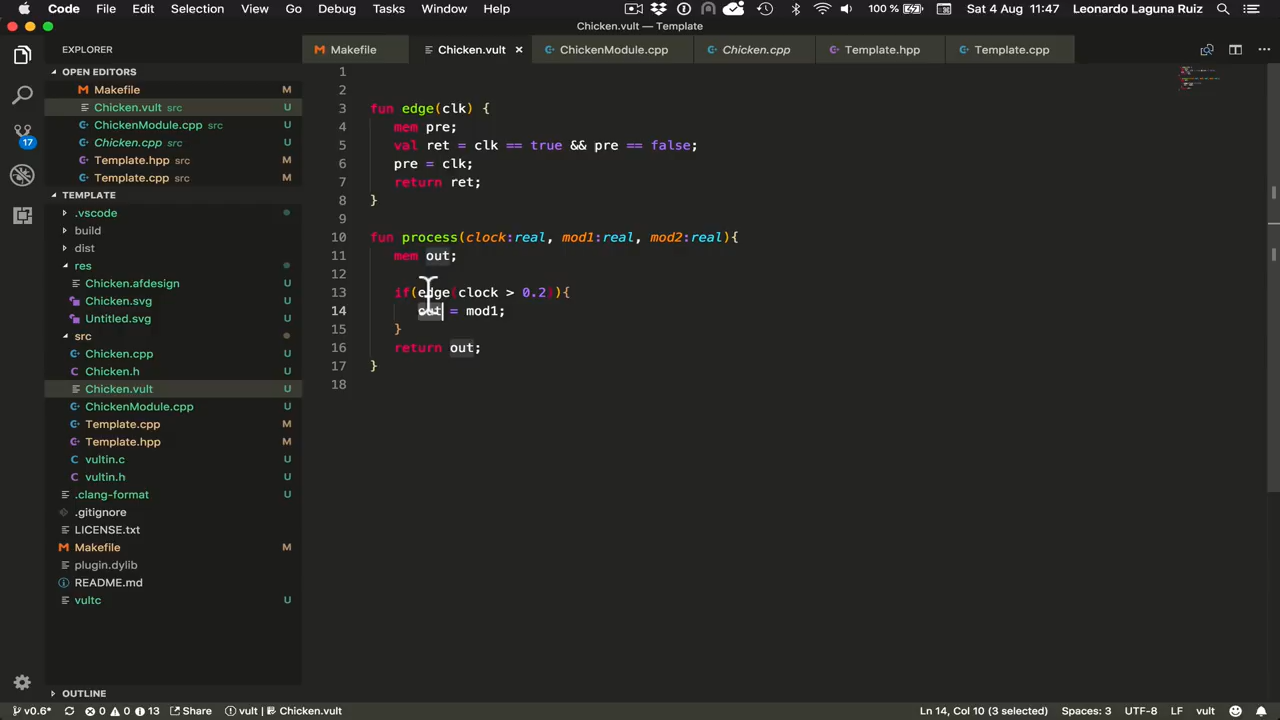 Code File Edit Selection View Go Debug Tasks Window Help 100 % Sat 4 Aug 11:47 Leonardo Laguna Ruiz
Chicken.vult — Template
EXPLORER
OPEN EDITORS
Makefile M
Chicken.vult src U
ChickenModule.cpp src U
Chicken.cpp src U
Template.hpp src M
Template.cpp src M
TEMPLATE
.vscode
build
dist
res
Chicken.afdesign U
Chicken.svg U
Untitled.svg U
src
Chicken.cpp U
Chicken.h U
Chicken.vult U
ChickenModule.cpp U
Template.cpp M
Template.hpp M
vultin.c U
vultin.h U
.clang-format U
.gitignore
LICENSE.txt
Makefile M
plugin.dylib
README.md
vultc U
OUTLINE
17
Makefile Chicken.vult × ChickenModule.cpp Chicken.cpp Template.hpp Template.cpp
1
2
3 fun edge(clk) {
4 mem pre;
5 val ret = clk == true && pre == false;
6 pre = clk;
7 return ret;
8 }
9
10 fun process(clock:real, mod1:real, mod2:real){
11 mem out;
12
13 if(edge(clock > 0.2)){
14 out = mod1;
15 }
16 return out;
17 }
18
v0.6* 0 0 13 Share vult | Chicken.vult Ln 14, Col 10 (3 selected) Spaces: 3 UTF-8 LF vult